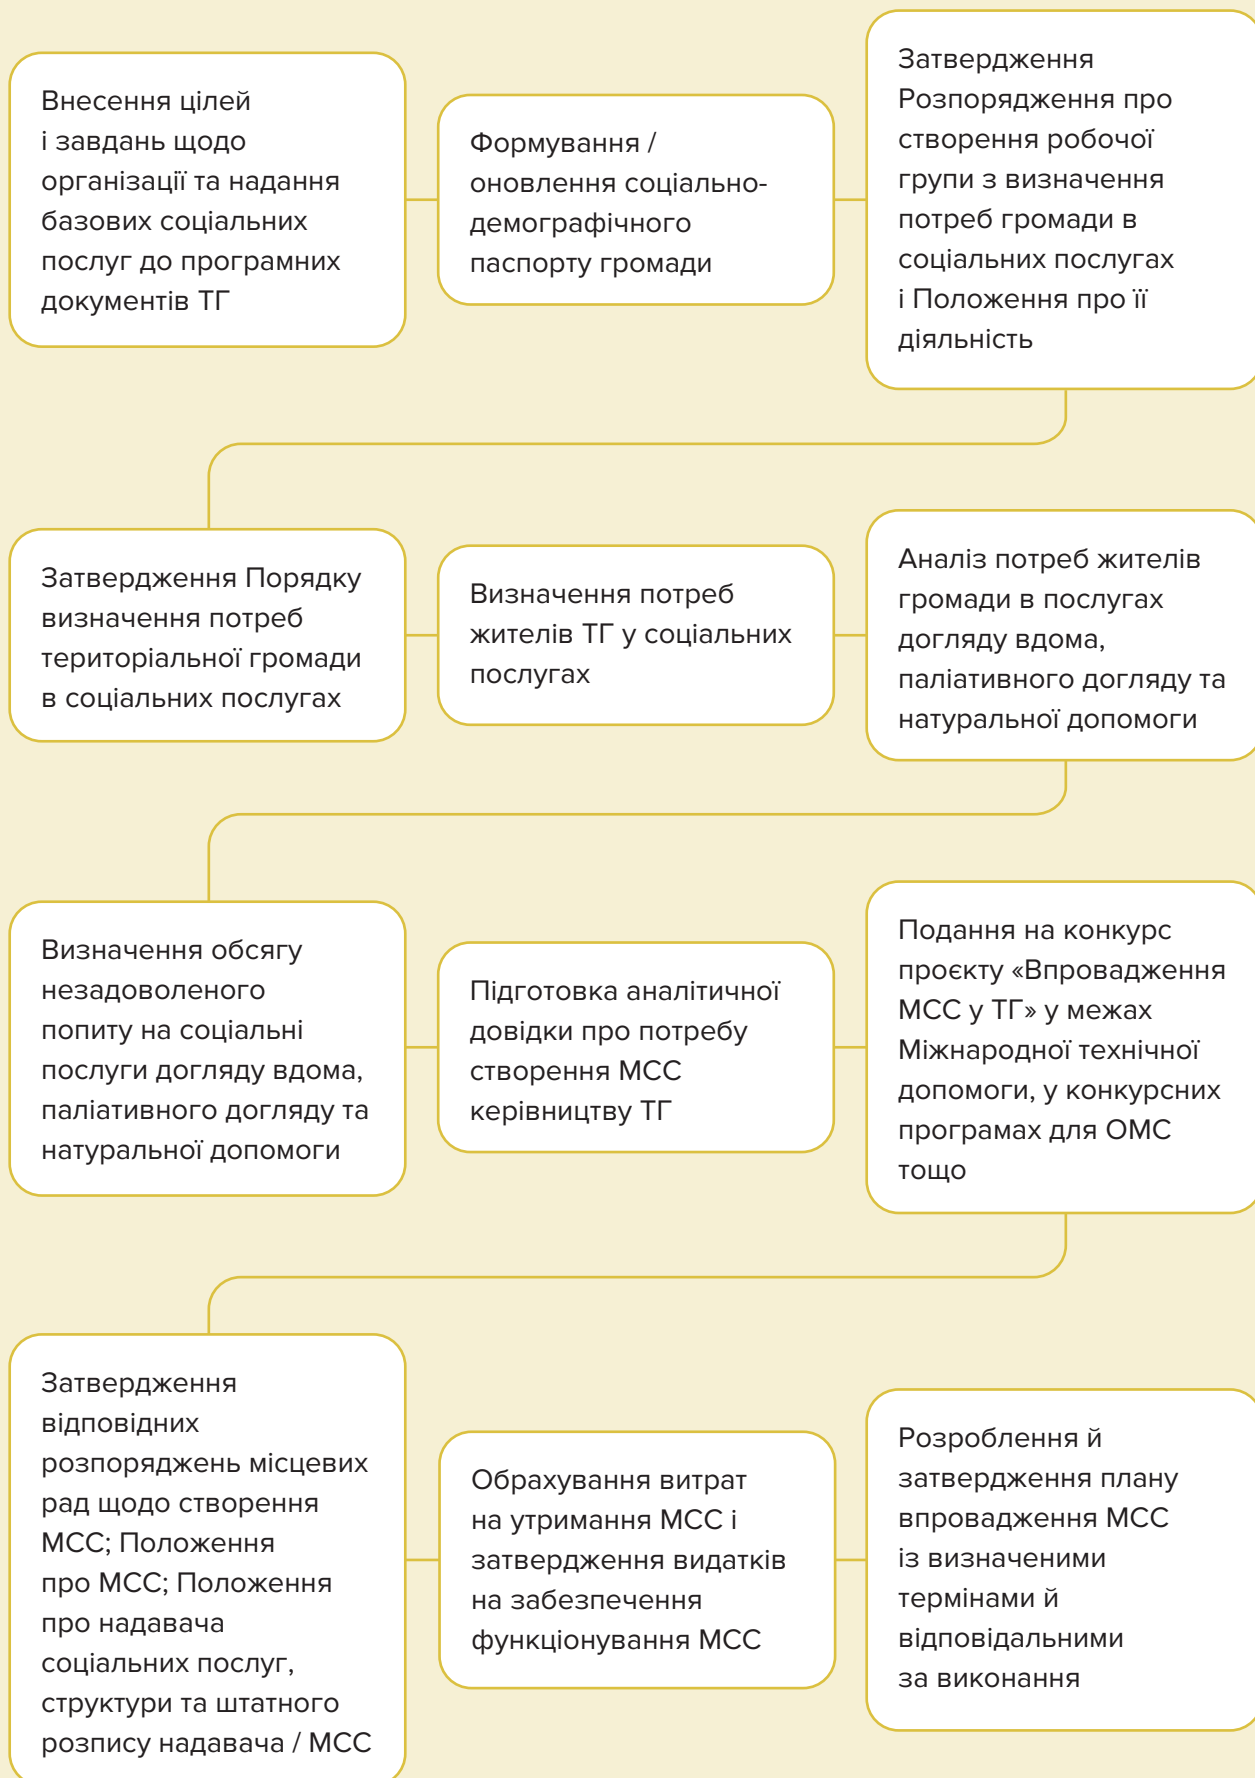 Внесення цілей
і завдань щодо
організації та надання
базових соціальних
послуг до програмних
документів ТГ
Формування /
оновлення соціально-
демографічного
паспорту громади
Затвердження
Розпорядження про
створення робочої
групи з визначення
потреб громади в
соціальних послугах
і Положення про її
діяльність
Затвердження Порядку
визначення потреб
територіальної громади
в соціальних послугах
Визначення потреб
жителів ТГ у соціальних
послугах
Аналіз потреб жителів
громади в послугах
догляду вдома,
паліативного догляду та
натуральної допомоги
Визначення обсягу
незадоволеного
попиту на соціальні
послуги догляду вдома,
паліативного догляду та
натуральної допомоги
Підготовка аналітичної
довідки про потребу
створення МСС
керівництву ТГ
Подання на конкурс
проєкту «Впровадження
МСС у ТГ» у межах
Міжнародної технічної
допомоги, у конкурсних
програмах для ОМС
тощо
Затвердження
відповідних
розпоряджень місцевих
рад щодо створення
МСС; Положення
про МСС; Положення
про надавача
соціальних послуг,
структури та штатного
розпису надавача / МСС
Обрахування витрат
на утримання МСС і
затвердження видатків
на забезпечення
функціонування МСС
Розроблення й
затвердження плану
впровадження МСС
із визначеними
термінами й
відповідальними
за виконання